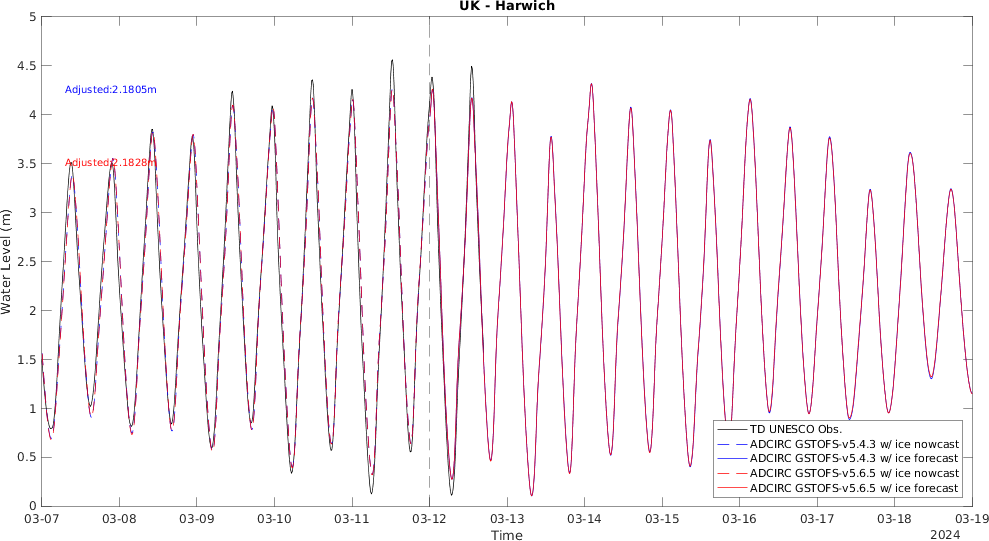 UK - Harwich
5
4.5
4
3.5
3
2.5
2
1.5
1
0.5
0
Water Level (m)
Adjusted:2.1805m
Adjusted:2.1828m
TD UNESCO Obs.
ADCIRC GSTOFS-v5.4.3 w/ ice nowcast
ADCIRC GSTOFS-v5.4.3 w/ ice forecast
ADCIRC GSTOFS-v5.6.5 w/ ice nowcast
ADCIRC GSTOFS-v5.6.5 w/ ice forecast
03-07 03-08 03-09 03-10 03-11 03-12 03-13 03-14 03-15 03-16 03-17 03-18 03-19
Time
2024